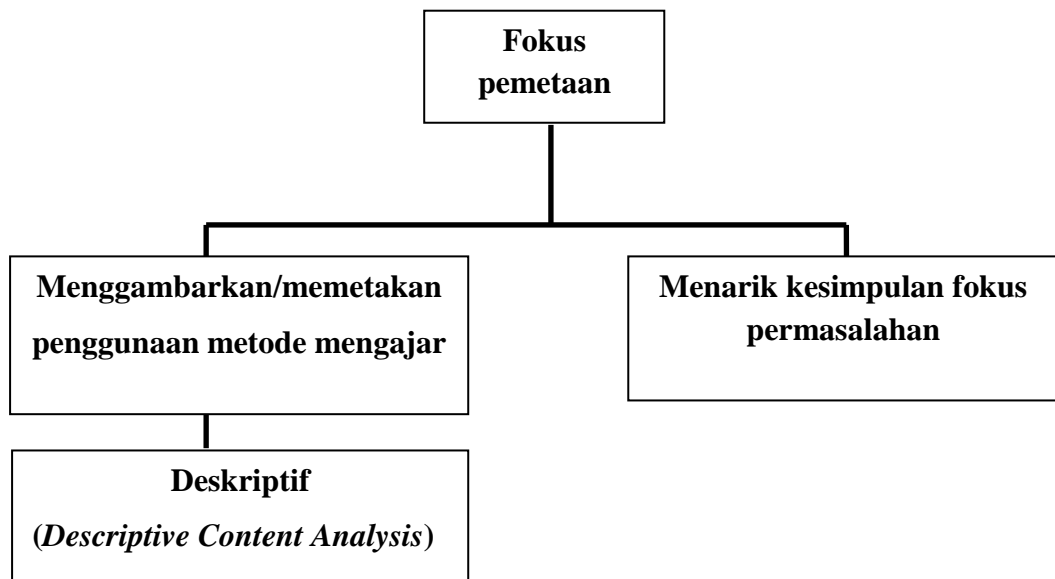 Fokus
pemetaan
Menggambarkan/memetakan
penggunaan metode mengajar
Menarik kesimpulan fokus
permasalahan
Deskriptif
(Descriptive Content Analysis)